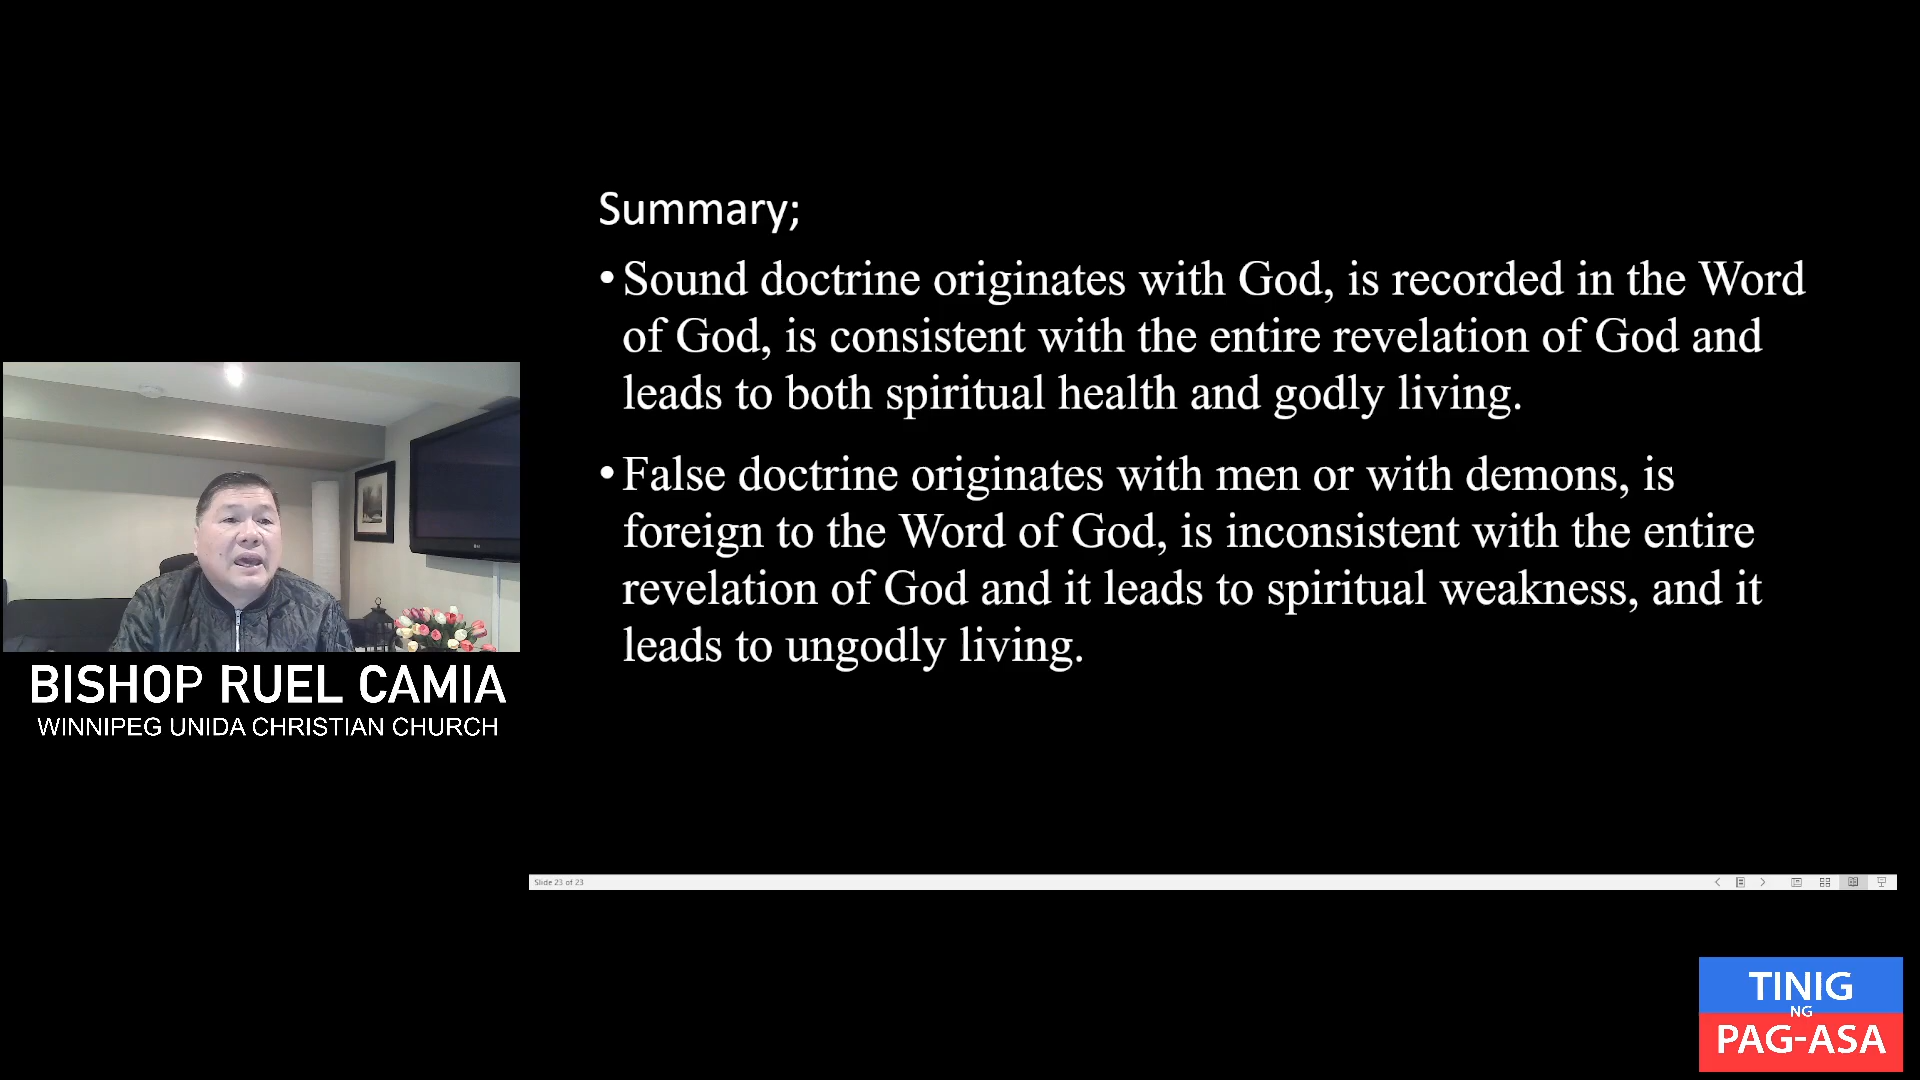 Summary;
•Sound doctrine originates with God, is recorded in the Word
of God, is consistent with the entire revelation of God and
leads to both spiritual health and godly living.
•False doctrine originates with men or with demons, is
foreign to the Word of God, is inconsistent with the entire
revelation of God and it leads to spiritual weakness, and it
leads to ungodly living.
BISHOP RUEL CAMIA
WINNIPEG UNIDA CHRISTIAN CHURCH
Slide 23 of 23
TINIG
NG
PAG-ASA